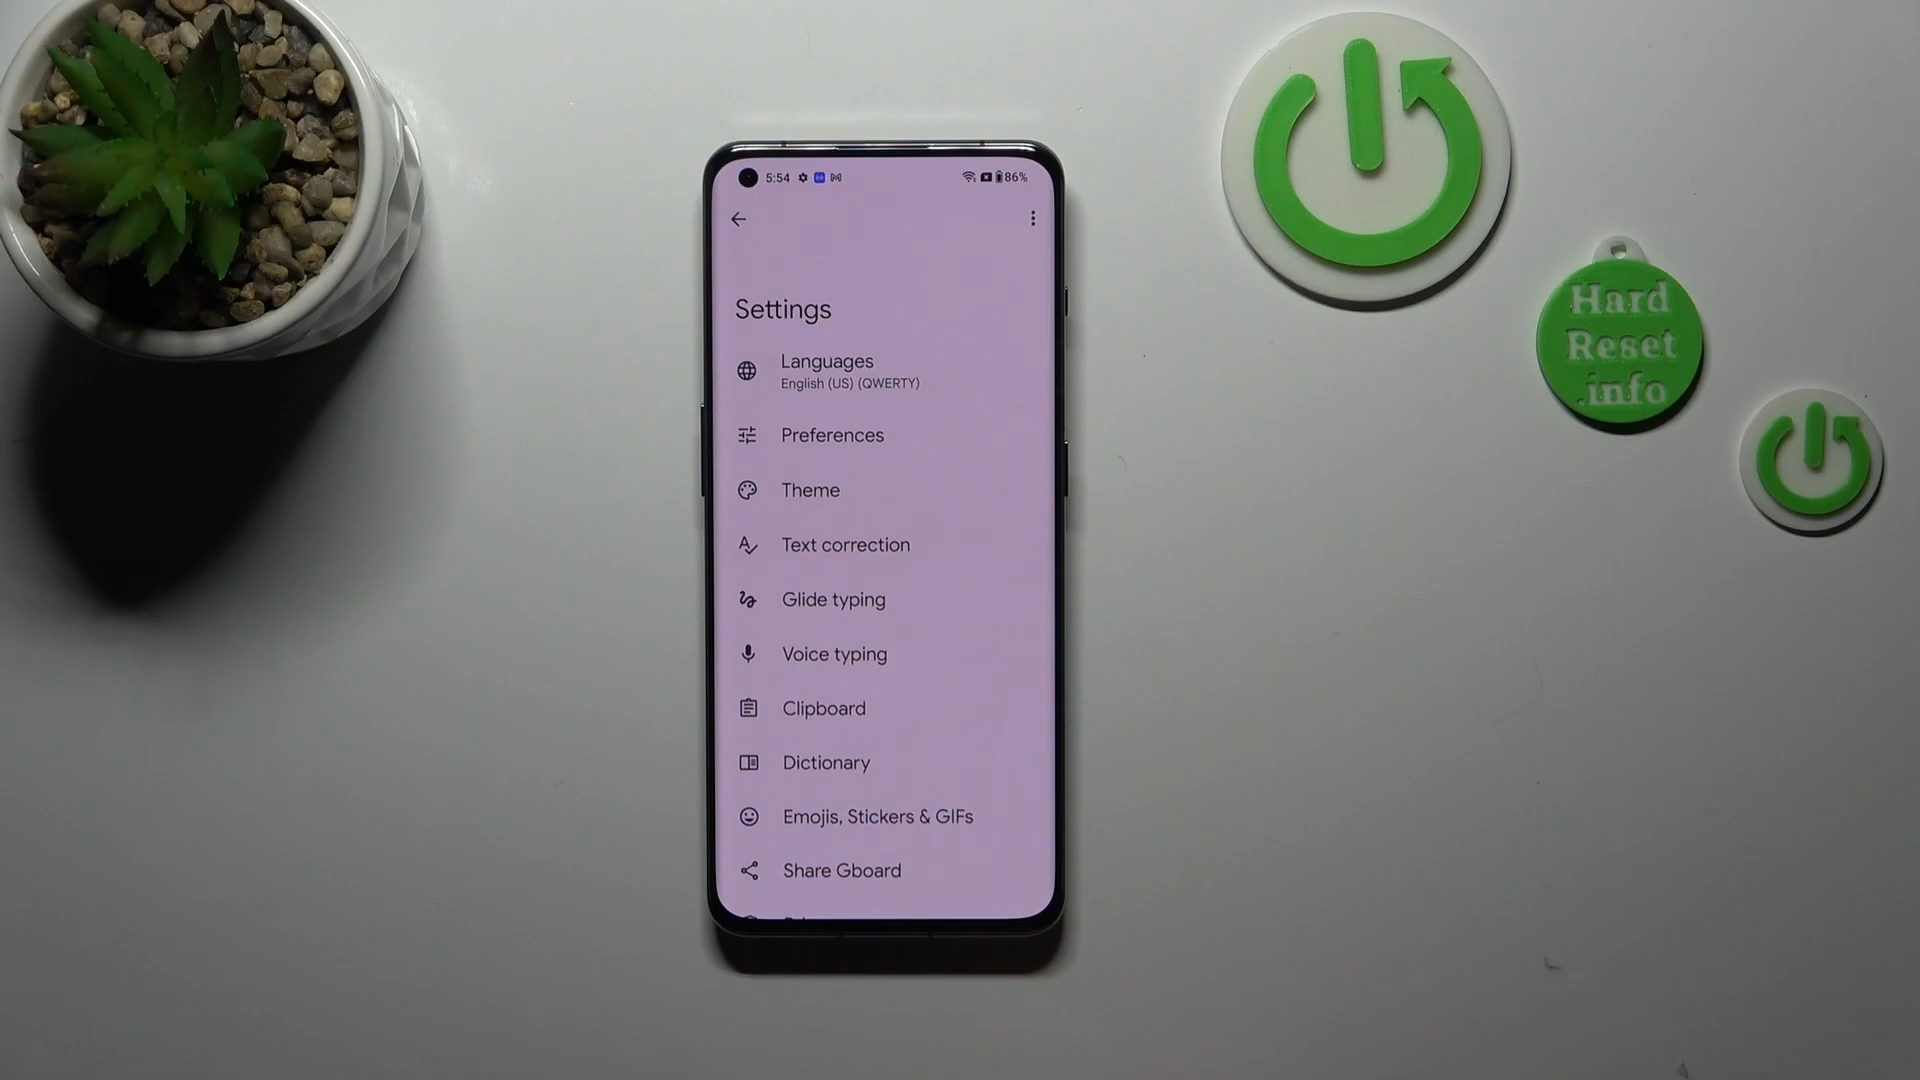 5:54
86%
Settings
Languages
English (US) (QWERTY)
Preferences
Theme
Text correction
Glide typing
Voice typing
Clipboard
Dictionary
Emojis, Stickers & GIFs
Share Gboard
Hard
Reset
.info